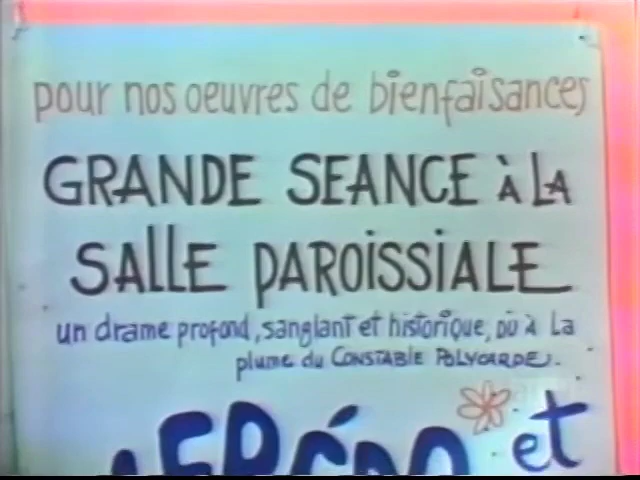 pour nos oeuvres de bienfaisances
GRANDE SEANCE à LA
SALLE PAROISSIALE
un drame profond, sanglant et historique, dû à la
plume du CONSTABLE POLYCARPE.
et